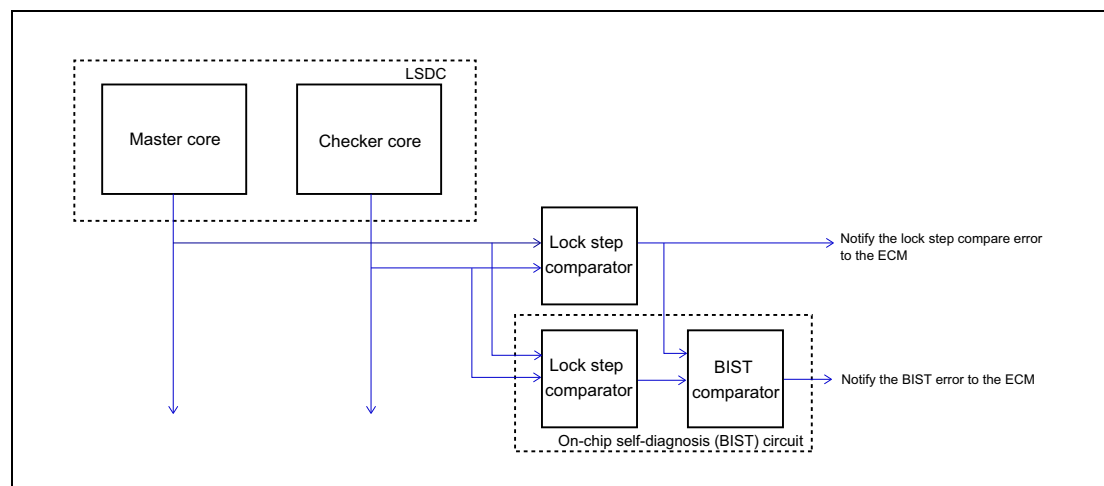 LSDC
Master core
Checker core
Lock step
comparator
Notify the lock step compare error
to the ECM
Lock step
comparator
BIST
comparator
Notify the BIST error to the ECM
On-chip self-diagnosis (BIST) circuit